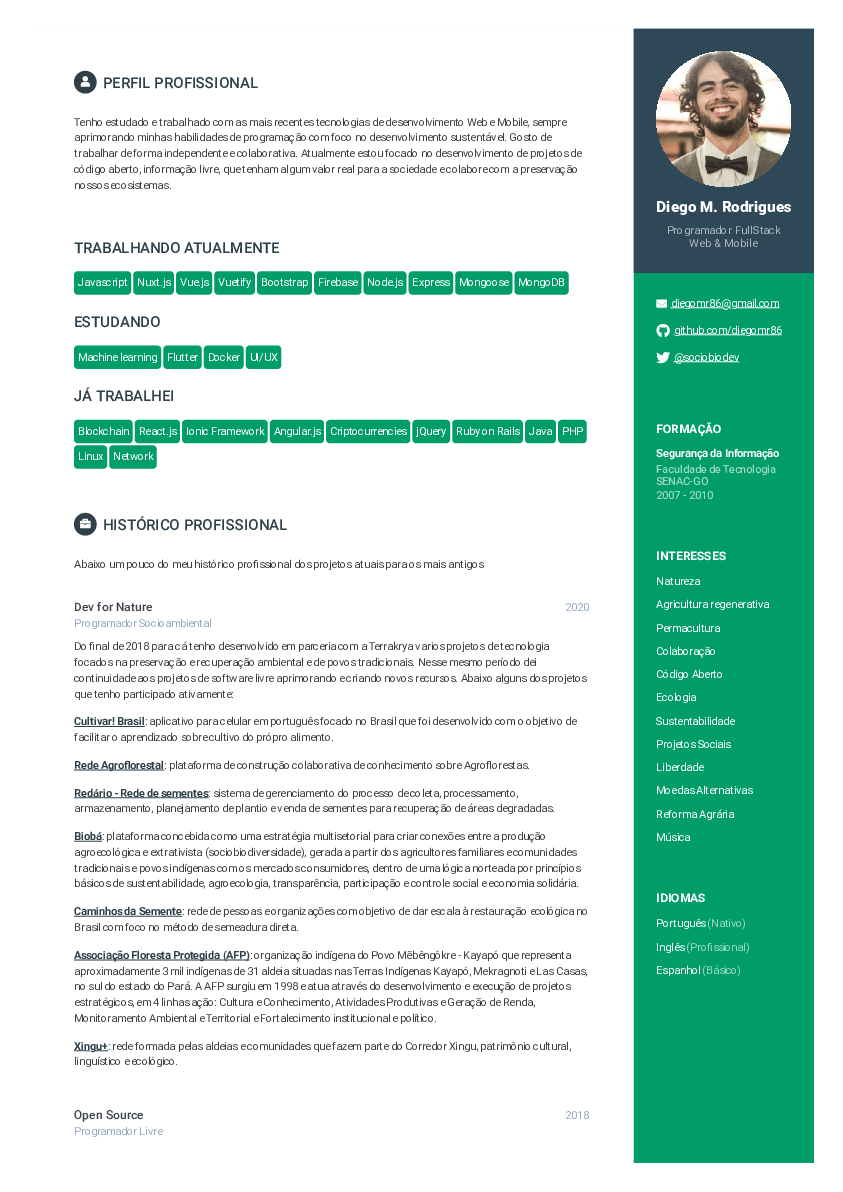 PERFIL PROFISSIONAL
Tenho estudado e trabalhado com as mais recentes tecnologias de desenvolvimento Web e Mobile, sempre
aprimorando minhas habilidades de programação com foco no desenvolvimento sustentável. Gosto de
trabalhar de forma independente e colaborativa. Atualmente estou focado no desenvolvimento de projetos de
código aberto, informação livre, que tenham algum valor real para a sociedade e colabore com a preservação
nossos ecosistemas.
TRABALHANDO ATUALMENTE
Javascript Nuxt.js Vue.js Vuetify Bootstrap Firebase Node.js Express Mongoose MongoDB
ESTUDANDO
Machine learning Flutter Docker UI/UX
JÁ TRABALHEI
Blockchain React.js Ionic Framework Angular.js Criptocurrencies jQuery Ruby on Rails Java PHP
Linux Network
HISTÓRICO PROFISSIONAL
Abaixo um pouco do meu histórico profissional dos projetos atuais para os mais antigos
Dev for Nature 2020
Programador Socioambiental
Do final de 2018 para cá tenho desenvolvido em parceria com a Terrakrya varios projetos de tecnologia
focados na preservação e recuperação ambiental e de povos tradicionais. Nesse mesmo período dei
continuidade aos projetos de software livre aprimorando e criando novos recursos. Abaixo alguns dos projetos
que tenho participado ativamente:
Cultivar! Brasil: aplicativo para celular em português focado no Brasil que foi desenvolvido com o objetivo de
facilitar o aprendizado sobre cultivo do própro alimento.
Rede Agroflorestal: plataforma de construção colaborativa de conhecimento sobre Agroflorestas.
Redário - Rede de sementes: sistema de gerenciamento do processo de coleta, processamento,
armazenamento, planejamento de plantio e venda de sementes para recuperação de áreas degradadas.
Biobá: plataforma concebida como uma estratégia multisetorial para criar conexões entre a produção
agroecológica e extrativista (sociobiodiversidade), gerada a partir dos agricultores familiares e comunidades
tradicionais e povos indígenas com os mercados consumidores, dentro de uma lógica norteada por princípios
básicos de sustentabilidade, agroecologia, transparência, participação e controle social e economia solidária.
Caminhos da Semente: rede de pessoas e organizações com objetivo de dar escala à restauração ecológica no
Brasil com foco no método de semeadura direta.
Associação Floresta Protegida (AFP): organização indígena do Povo Mẽbêngôkre - Kayapó que representa
aproximadamente 3 mil indígenas de 31 aldeia situadas nas Terras Indígenas Kayapó, Mekragnoti e Las Casas,
no sul do estado do Pará. A AFP surgiu em 1998 e atua através do desenvolvimento e execução de projetos
estratégicos, em 4 linhas ação: Cultura e Conhecimento, Atividades Produtivas e Geração de Renda,
Monitoramento Ambiental e Territorial e Fortalecimento institucional e político.
Xingu+: rede formada pelas aldeias e comunidades que fazem parte do Corredor Xingu, patrimônio cultural,
linguístico e ecológico.
Open Source 2018
Programador Livre
Diego M. Rodrigues
Programador FullStack
Web & Mobile
diegomr86@gmail.com
github.com/diegomr86
@sociobiodev
FORMAÇÃO
Segurança da Informação
Faculdade de Tecnologia
SENAC-GO
2007 - 2010
INTERESSES
Natureza
Agricultura regenerativa
Permacultura
Colaboração
Código Aberto
Ecologia
Sustentabilidade
Projetos Sociais
Liberdade
Moedas Alternativas
Reforma Agrária
Música
IDIOMAS
Português (Nativo)
Inglês (Profissional)
Espanhol (Básico)